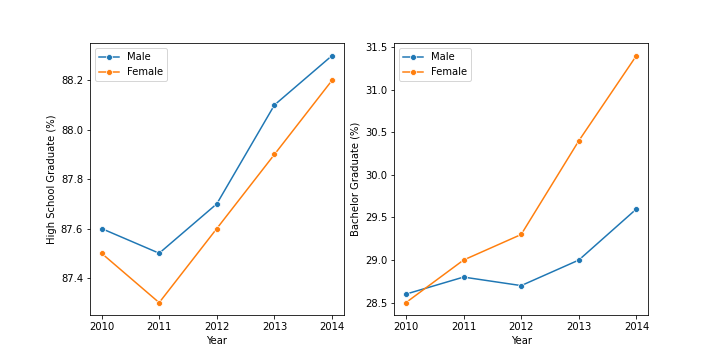 Male
Female
88.2
88.0
87.8
87.6
87.4
High School Graduate (%)
2010 2011 2012 2013 2014
Year
Male
Female
31.5
31.0
30.5
30.0
29.5
29.0
28.5
Bachelor Graduate (%)
2010 2011 2012 2013 2014
Year